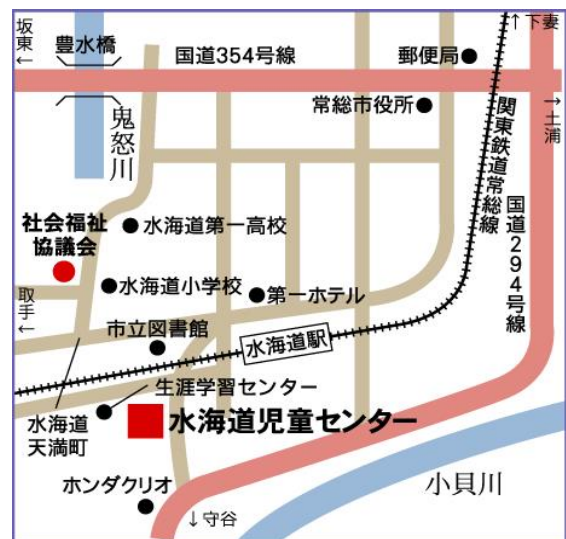 坂東
←
豊水橋
国道354号線
郵便局
↑下妻
常総市役所
→土浦
鬼怒川
関東鉄道常総線
国道294号線
社会福祉
協議会
水海道第一高校
水海道小学校
第一ホテル
取手
←
市立図書館
水海道駅
生涯学習センター
水海道児童センター
水海道
天満町
ホンダクリオ
小貝川
↓守谷